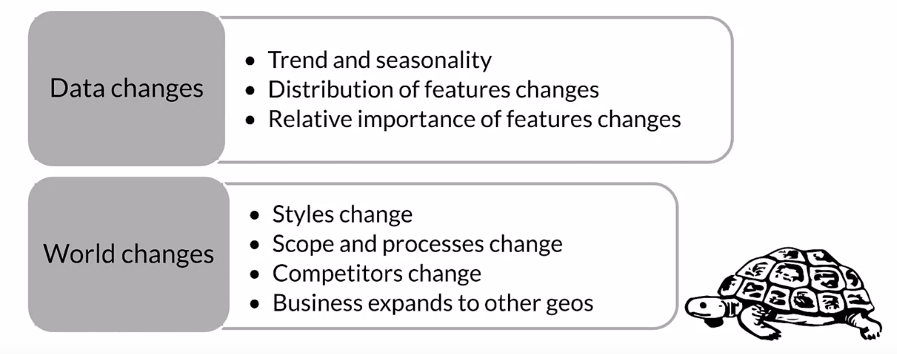 Data changes
• Trend and seasonality
• Distribution of features changes
• Relative importance of features changes
World changes
• Styles change
• Scope and processes change
• Competitors change
• Business expands to other geos